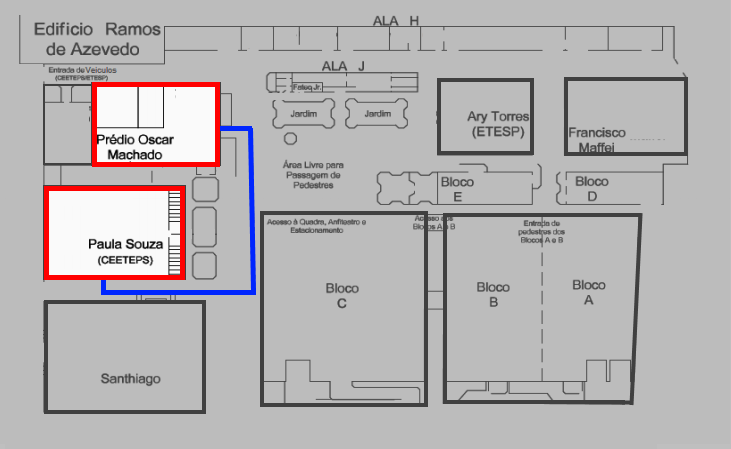 ALA H
Edifício Ramos
de Azevedo
ALA J
Entrada de Veículos
(CEETEPS/ETESP)
Fateq Jr.
Jardim
Jardim
Ary Torres
(ETESP)
Francisco
Maffei
Prédio Oscar
Machado
Área Livre para
Passagem de
Pedestres
Bloco
E
Bloco
D
Paula Souza
(CEETEPS)
Acesso à Quadra, Anfiteatro e
Estacionamento
Acesso aos
Blocos A e B
Entrada de
pedestres dos
Blocos A e B
Bloco
C
Bloco
B
Bloco
A
Santhiago